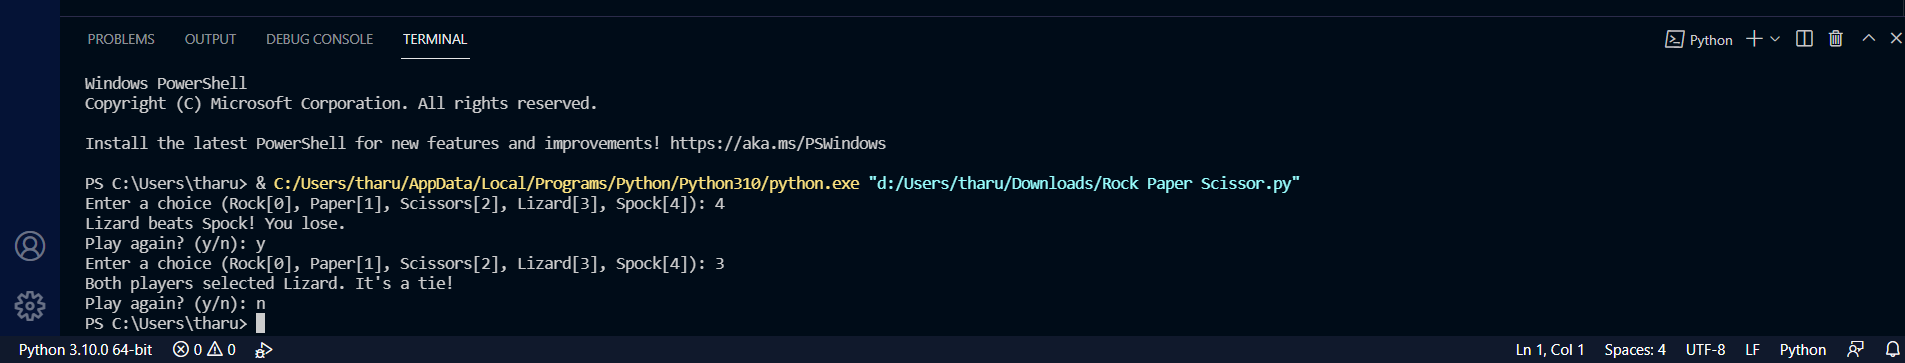 PROBLEMS OUTPUT DEBUG CONSOLE TERMINAL Python
Windows PowerShell
Copyright (C) Microsoft Corporation. All rights reserved.
Install the latest PowerShell for new features and improvements! https://aka.ms/PSWindows
PS C:\Users\tharu> & C:/Users/tharu/AppData/Local/Programs/Python/Python310/python.exe "d:/Users/tharu/Downloads/Rock Paper Scissor.py"
Enter a choice (Rock[0], Paper[1], Scissors[2], Lizard[3], Spock[4]): 4
Lizard beats Spock! You lose.
Play again? (y/n): y
Enter a choice (Rock[0], Paper[1], Scissors[2], Lizard[3], Spock[4]): 3
Both players selected Lizard. It's a tie!
Play again? (y/n): n
PS C:\Users\tharu>
Python 3.10.0 64-bit 0 0 Ln 1, Col 1 Spaces: 4 UTF-8 LF Python